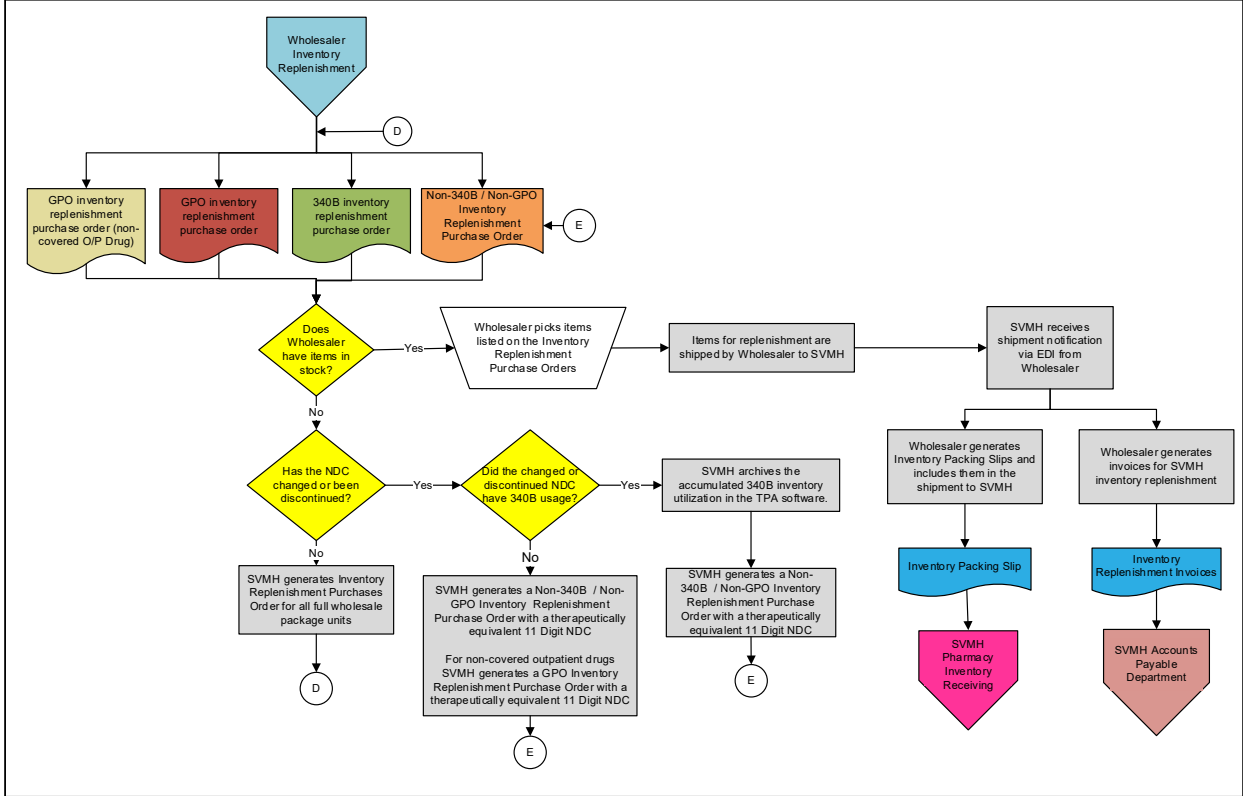 Wholesaler
Inventory
Replenishment
D
GPO inventory
replenishment
purchase order (non-
covered O/P Drug)
GPO inventory
replenishment
purchase order
340B inventory
replenishment
purchase order
Non-340B / Non-GPO
Inventory
Replenishment
Purchase Order
E
Does
Wholesaler
have items in
stock?
Yes
Wholesaler picks items
listed on the Inventory
Replenishment
Purchase Orders
Items for replenishment are
shipped by Wholesaler to SVMH
SVMH receives
shipment notification
via EDI from
Wholesaler
No
Has the NDC
changed or been
discontinued?
Yes
Did the changed or
discontinued NDC
have 340B usage?
Yes
SVMH archives the
accumulated 340B inventory
utilization in the TPA software.
Wholesaler generates
Inventory Packing Slips and
includes them in the
shipment to SVMH
Wholesaler generates
invoices for SVMH
inventory replenishment
No
SVMH generates Inventory
Replenishment Purchases
Order for all full wholesale
package units
D
No
SVMH generates a Non-340B / Non-
GPO Inventory Replenishment
Purchase Order with a therapeutically
equivalent 11 Digit NDC
For non-covered outpatient drugs
SVMH generates a GPO Inventory
Replenishment Purchase Order with a
therapeutically equivalent 11 Digit NDC
E
SVMH generates a Non-
340B / Non-GPO Inventory
Replenishment Purchase
Order with a therapeutically
equivalent 11 Digit NDC
E
Inventory Packing Slip
Inventory
Replenishment Invoices
SVMH
Pharmacy
Inventory
Receiving
SVMH Accounts
Payable
Department